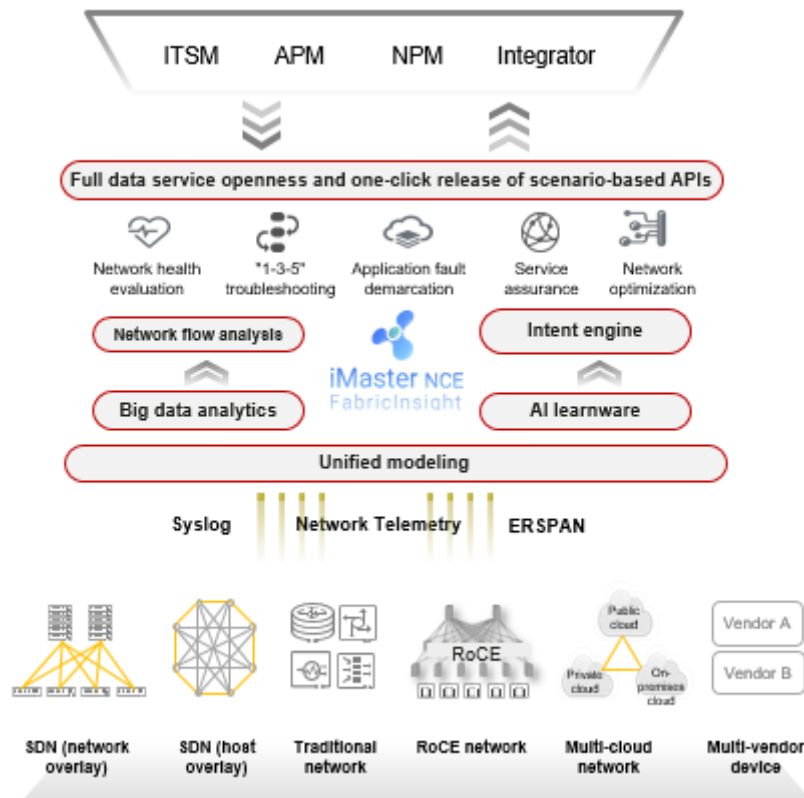 ITSM APM NPM Integrator
Full data service openness and one-click release of scenario-based APIs
Network health
evaluation
"1-3-5"
troubleshooting
Application fault
demarcation
Service
assurance
Network
optimization
Network flow analysis
Intent engine
iMaster NCE
FabricInsight
Big data analytics
AI learnware
Unified modeling
Syslog Network Telemetry ERSPAN
RoCE
Public
cloud
Private
cloud
On-
premises
cloud
Vendor A
Vendor B
SDN (network
overlay)
SDN (host
overlay)
Traditional
network
RoCE network
Multi-cloud
network
Multi-vendor
device